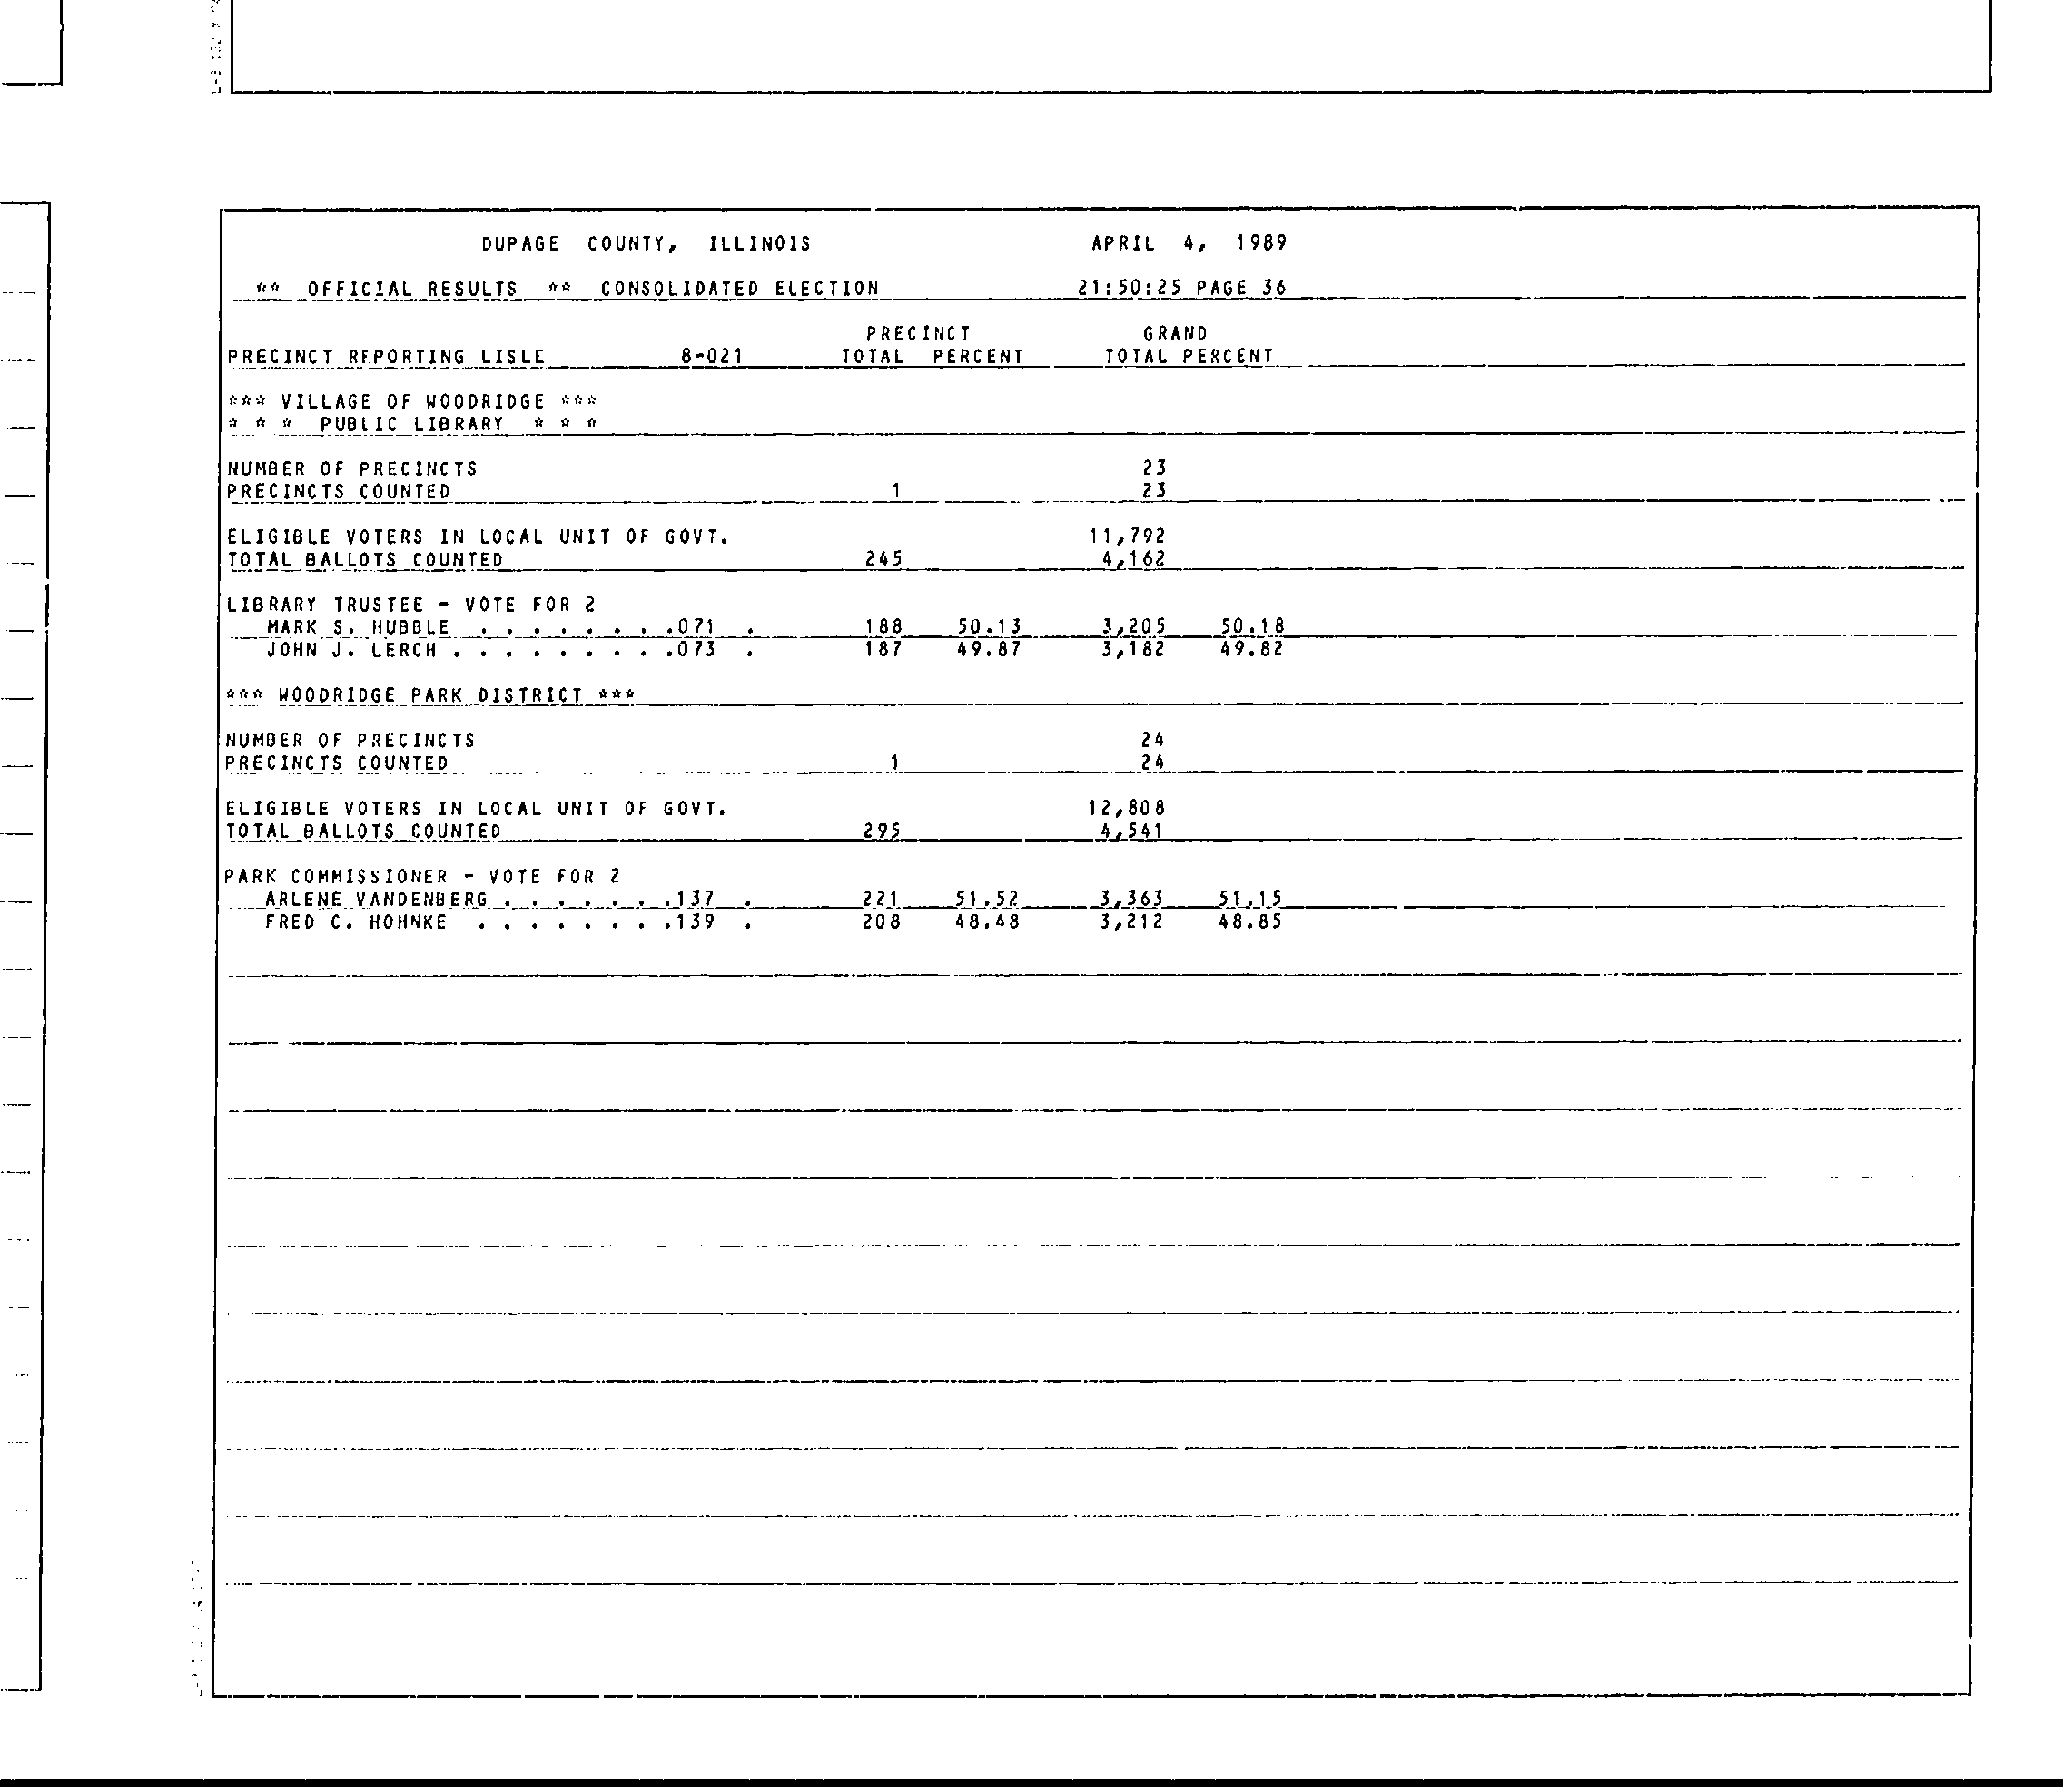 DUPAGE COUNTY, ILLINOIS APRIL 4, 1989
** OFFICIAL RESULTS ** CONSOLIDATED ELECTION 21:50:25 PAGE 36
PRECINCT GRAND
PRECINCT REPORTING LISLE 8-021 TOTAL PERCENT TOTAL PERCENT
*** VILLAGE OF WOODRIDGE ***
* * * PUBLIC LIBRARY * * *
NUMBER OF PRECINCTS 23
PRECINCTS COUNTED 1 23
ELIGIBLE VOTERS IN LOCAL UNIT OF GOVT. 11,792
TOTAL BALLOTS COUNTED 245 4,162
LIBRARY TRUSTEE - VOTE FOR 2
MARK S. HUBBLE . . . . . . . .071 . 188 50.13 3,205 50.18
JOHN J. LERCH . . . . . . . . .073 . 187 49.87 3,182 49.82
*** WOODRIDGE PARK DISTRICT ***
NUMBER OF PRECINCTS 24
PRECINCTS COUNTED 1 24
ELIGIBLE VOTERS IN LOCAL UNIT OF GOVT. 12,808
TOTAL BALLOTS COUNTED 295 4,541
PARK COMMISSIONER - VOTE FOR 2
ARLENE VANDENBERG . . . . . . .137 . 221 51.52 3,363 51.15
FRED C. HOHNKE . . . . . . . .139 . 208 48.48 3,212 48.85